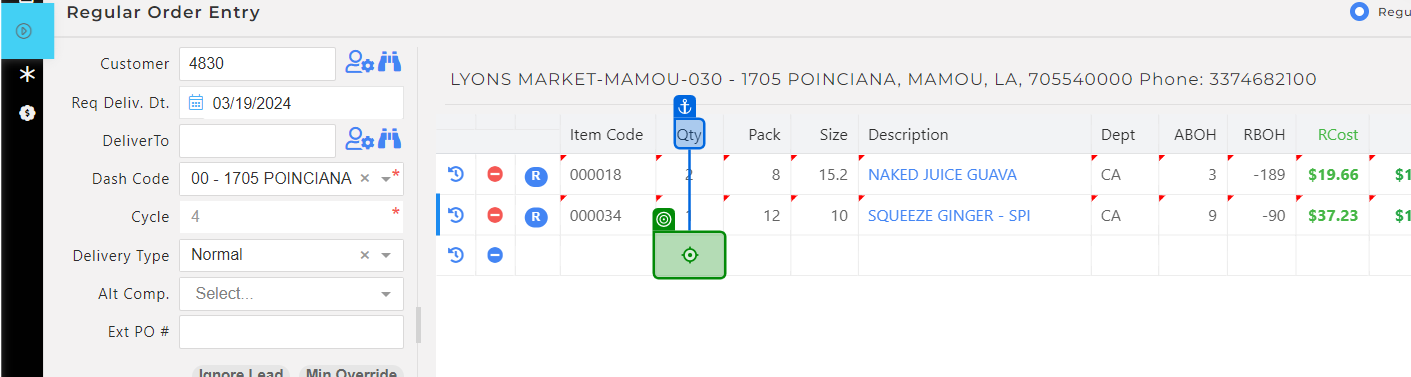 Regular Order Entry
Regu
Customer 4830
Req Deliv. Dt. 03/19/2024
DeliverTo
Dash Code 00 - 1705 POINCIANA × *
Cycle 4 *
Delivery Type Normal ×
Alt Comp. Select...
Ext PO #
Ignore Lead Min Override
LYONS MARKET-MAMOU-030 - 1705 POINCIANA, MAMOU, LA, 705540000 Phone: 3374682100
Item Code Qty Pack Size Description Dept ABOH RBOH RCost
R 000018 2 8 15.2 NAKED JUICE GUAVA CA 3 -189 $19.66 $1
R 000034 1 12 10 SQUEEZE GINGER - SPI CA 9 -90 $37.23 $1